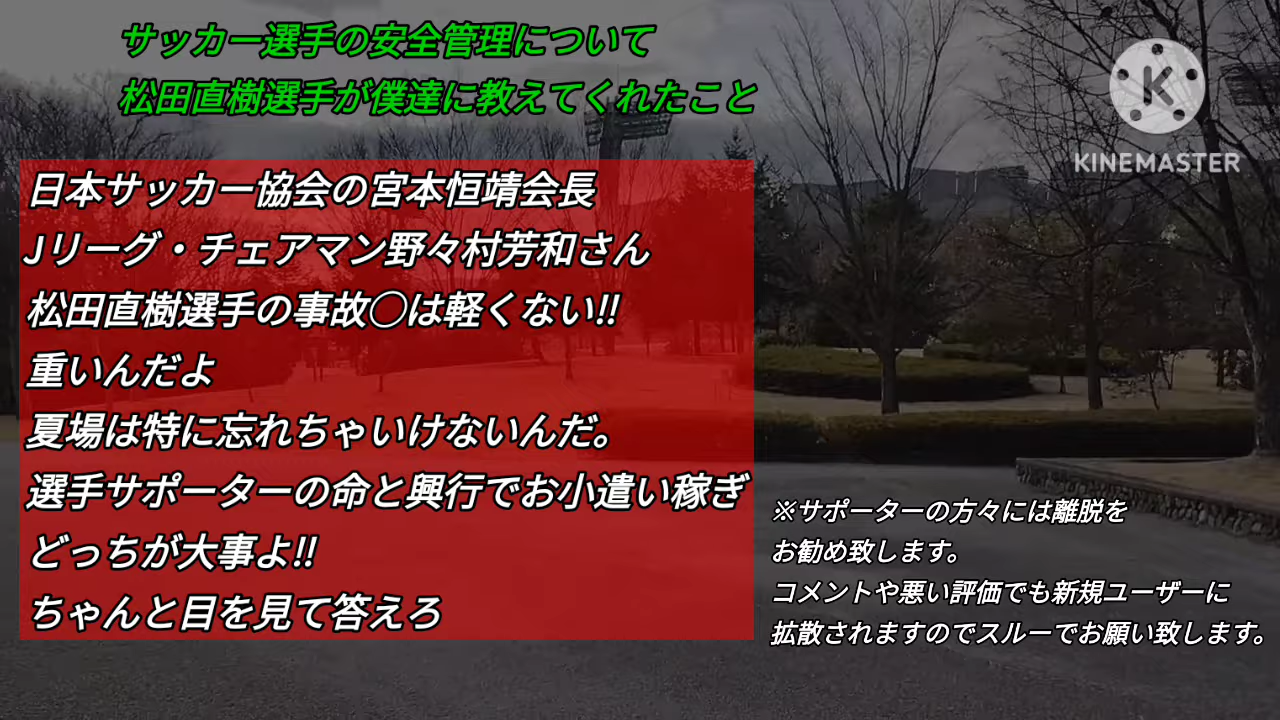 サッカー選手の安全管理について
松田直樹選手が僕達に教えてくれたこと
KINEMASTER
日本サッカー協会の宮本恒靖会長
Jリーグ・チェアマン野々村芳和さん
松田直樹選手の事故◯は軽くない!!
重いんだよ
夏場は特に忘れちゃいけないんだ。
選手サポーターの命と興行でお小遣い稼ぎ
どっちが大事よ!!
ちゃんと目を見て答えろ
※サポーターの方々には離脱を
お勧め致します。
コメントや悪い評価でも新規ユーザーに
拡散されますのでスルーでお願い致します。